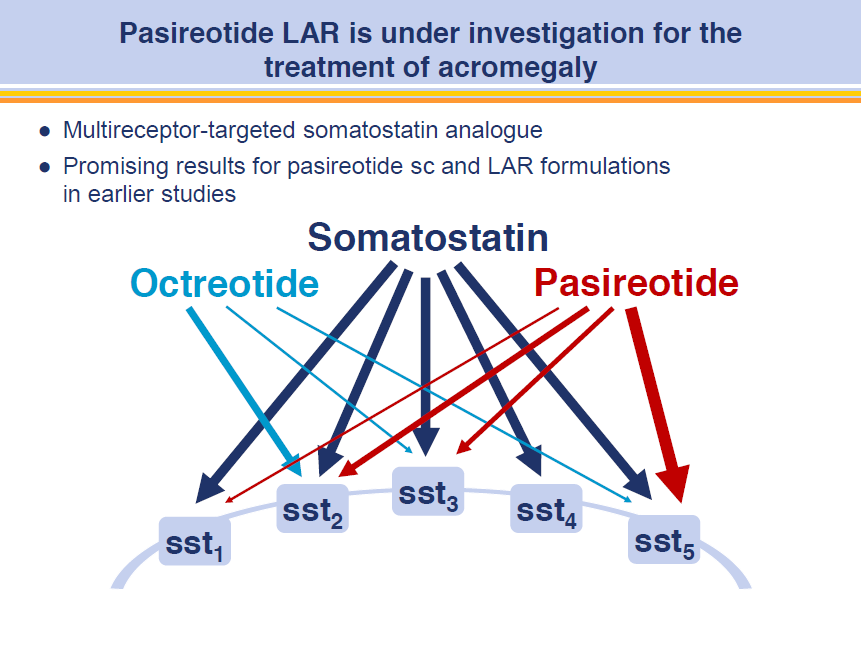 Pasireotide LAR is under investigation for the
treatment of acromegaly
● Multireceptor-targeted somatostatin analogue
● Promising results for pasireotide sc and LAR formulations
in earlier studies
Somatostatin
Octreotide
Pasireotide
sst1
sst2
sst3
sst4
sst5